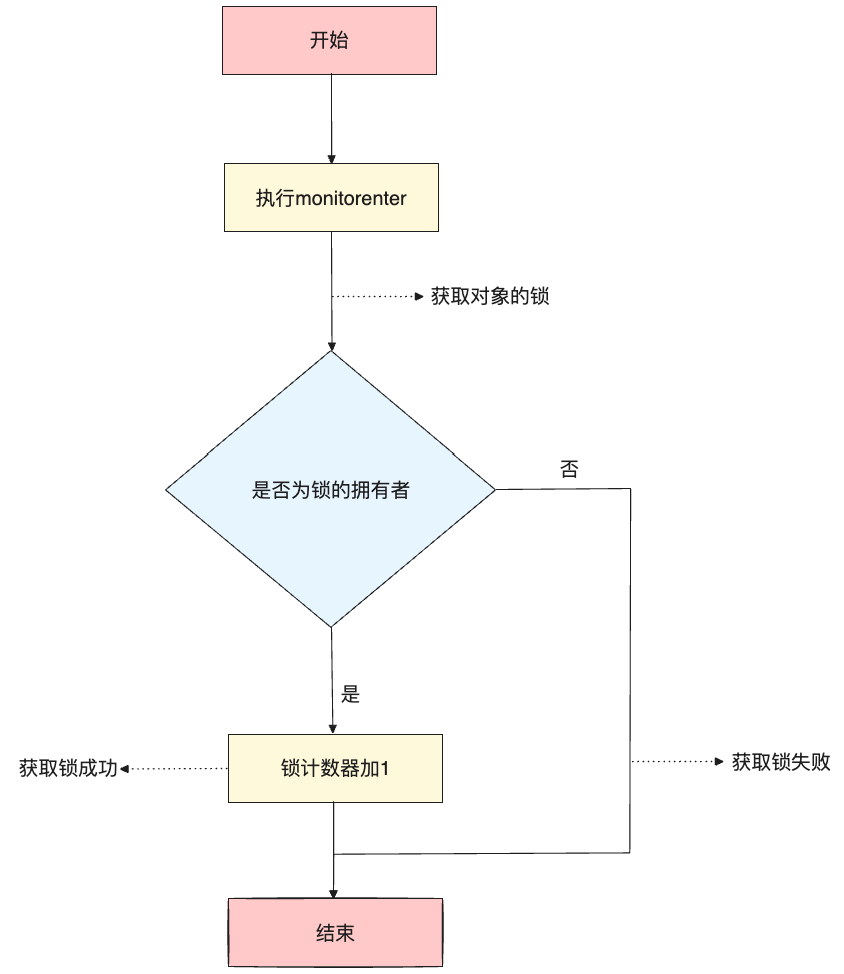 开始
执行monitorenter
获取对象的锁
是否为锁的拥有者
否
是
获取锁成功
锁计数器加1
获取锁失败
结束